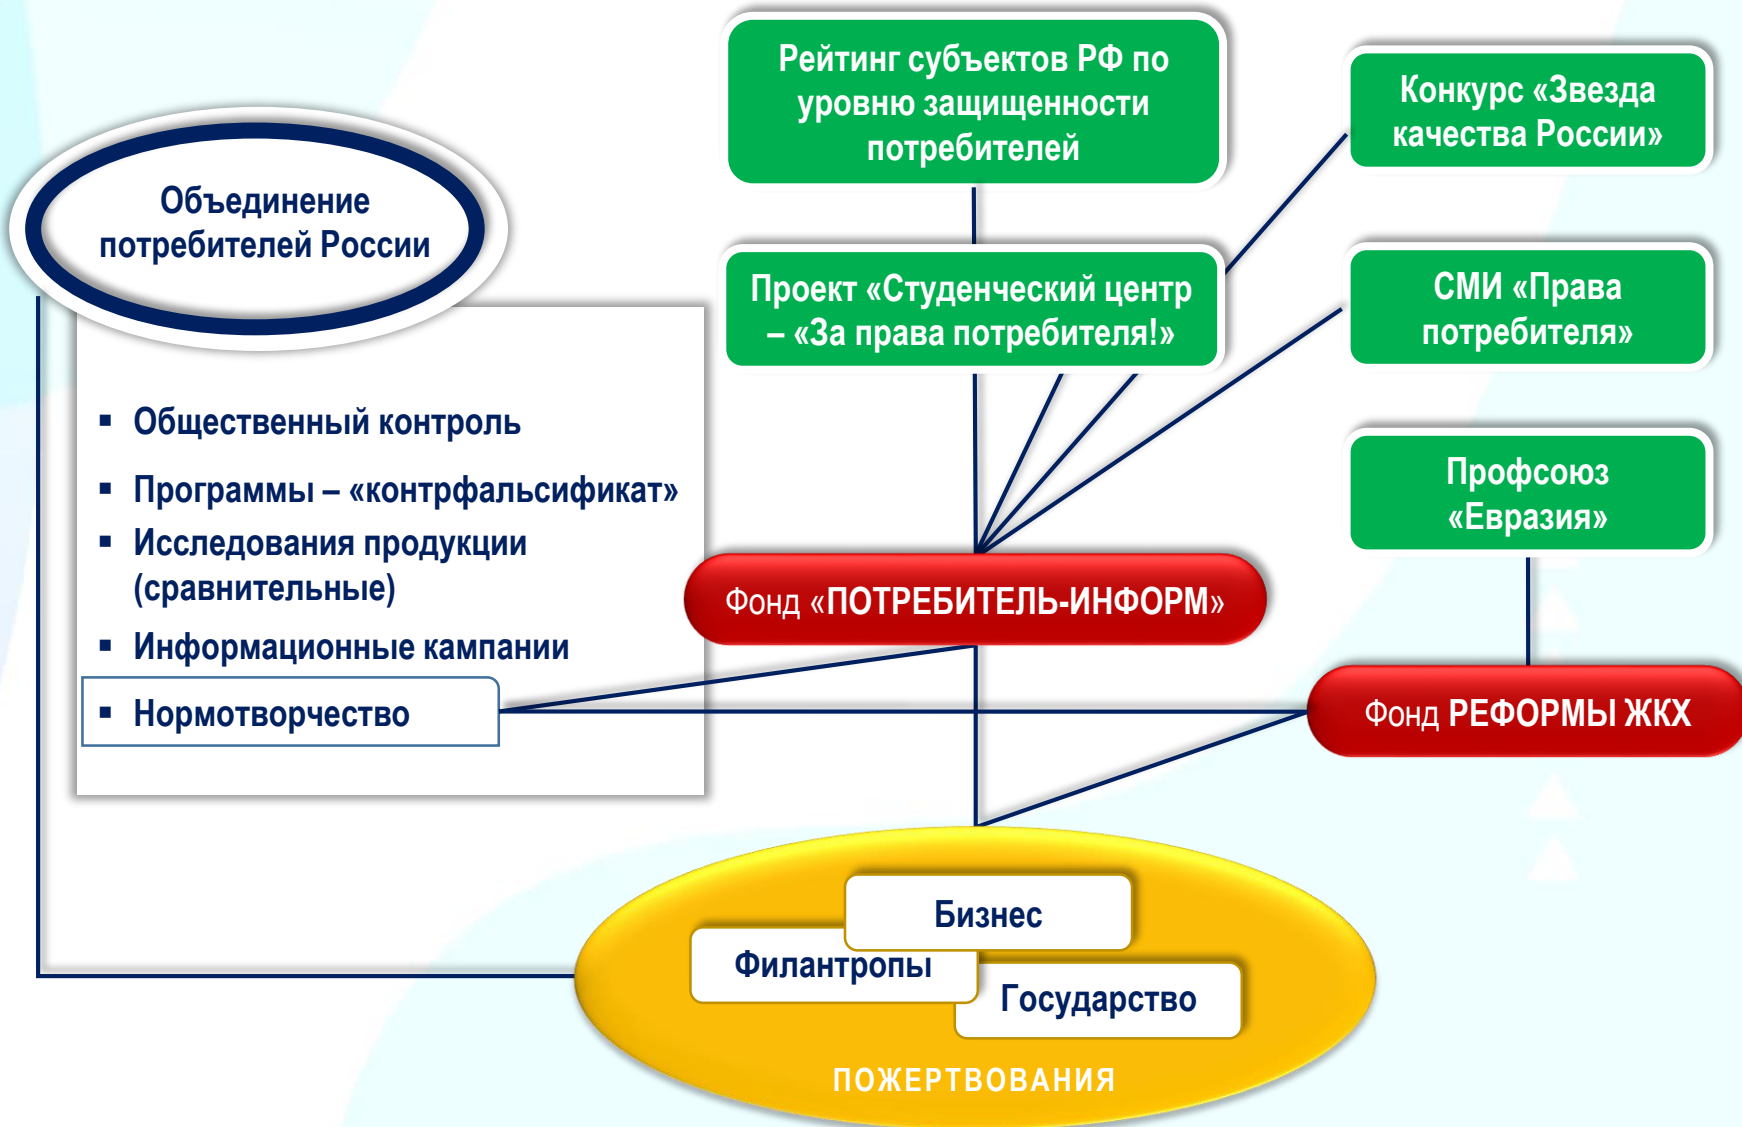 Рейтинг субъектов РФ по
уровню защищенности
потребителей
Конкурс «Звезда
качества России»
Объединение
потребителей России
Проект «Студенческий центр
– «За права потребителя!»
СМИ «Права
потребителя»
▪ Общественный контроль
▪ Программы – «контрфальсификат»
▪ Исследования продукции
(сравнительные)
▪ Информационные кампании
▪ Нормотворчество
Профсоюз
«Евразия»
Фонд «ПОТРЕБИТЕЛЬ-ИНФОРМ»
Фонд РЕФОРМЫ ЖКХ
Бизнес
Филантропы
Государство
ПОЖЕРТВОВАНИЯ